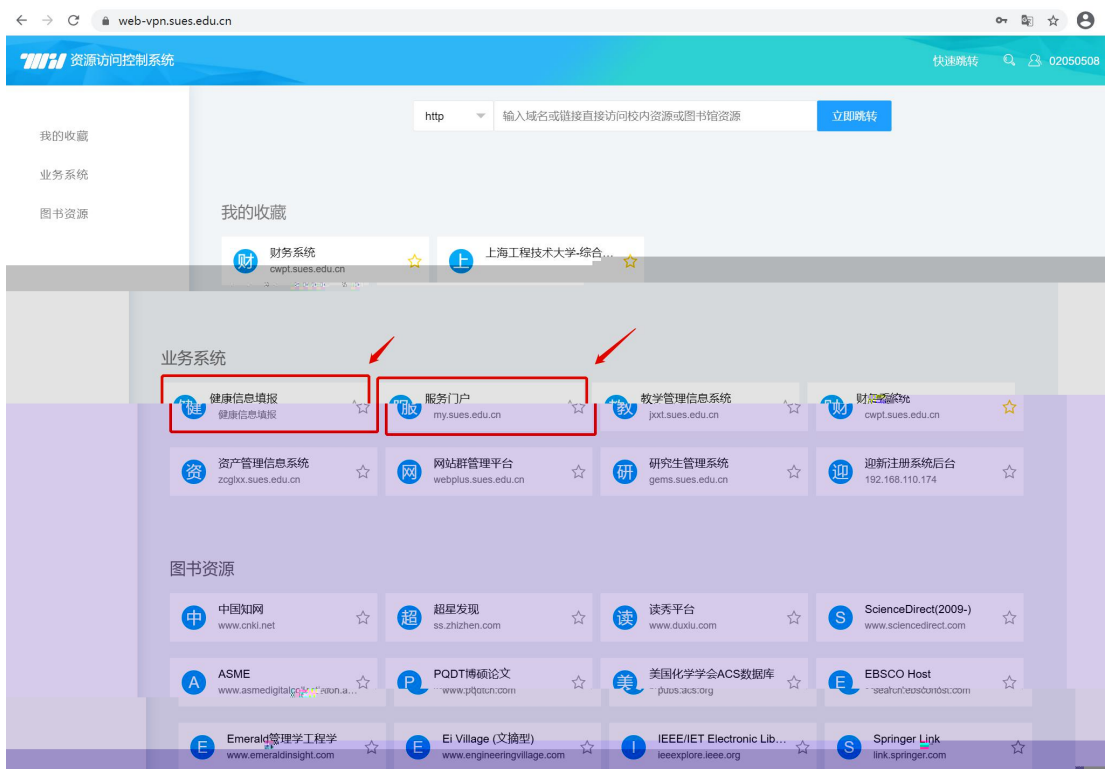 web-vpn.sues.edu.cn
资源访问控制系统
快速跳转
02050508
http
输入域名或链接直接访问校内资源或图书馆资源
立即跳转
我的收藏
业务系统
图书资源
我的收藏
财 财务系统
cwpt.sues.edu.cn
上 上海工程技术大学-综合...
业务系统
健 健康信息填报
健康信息填报
服 服务门户
my.sues.edu.cn
教 教学管理信息系统
jxxt.sues.edu.cn
财
cwpt.sues.edu.cn
资 资产管理信息系统
zcglxx.sues.edu.cn
网 网站群管理平台
webplus.sues.edu.cn
研 研究生管理系统
gems.sues.edu.cn
迎 迎新注册系统后台
192.168.110.174
图书资源
中 中国知网
www.cnki.net
超 超星发现
ss.zhizhen.com
读 读秀平台
www.duxiu.com
S ScienceDirect(2009-)
www.sciencedirect.com
A ASME
P PQDT博硕论文
www.pqdtcn.com
美 美国化学学会ACS数据库
pubs.acs.org
E EBSCO Host
search.ebscohost.com
E Emerald管理学工程学
www.emeraldinsight.com
E Ei Village (文摘型)
www.engineeringvillage.com
I IEEE/IET Electronic Lib...
ieeexplore.ieee.org
S Springer Link
link.springer.com